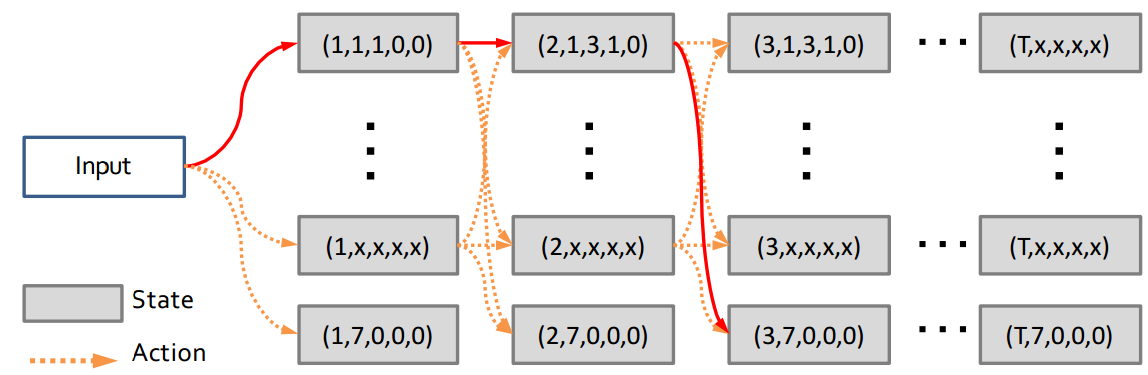 (1,1,1,0,0) (2,1,3,1,0) (3,1,3,1,0) (T,x,x,x,x)
Input
(1,x,x,x,x) (2,x,x,x,x) (3,x,x,x,x) (T,x,x,x,x)
State
(1,7,0,0,0) (2,7,0,0,0) (3,7,0,0,0) (T,7,0,0,0)
Action